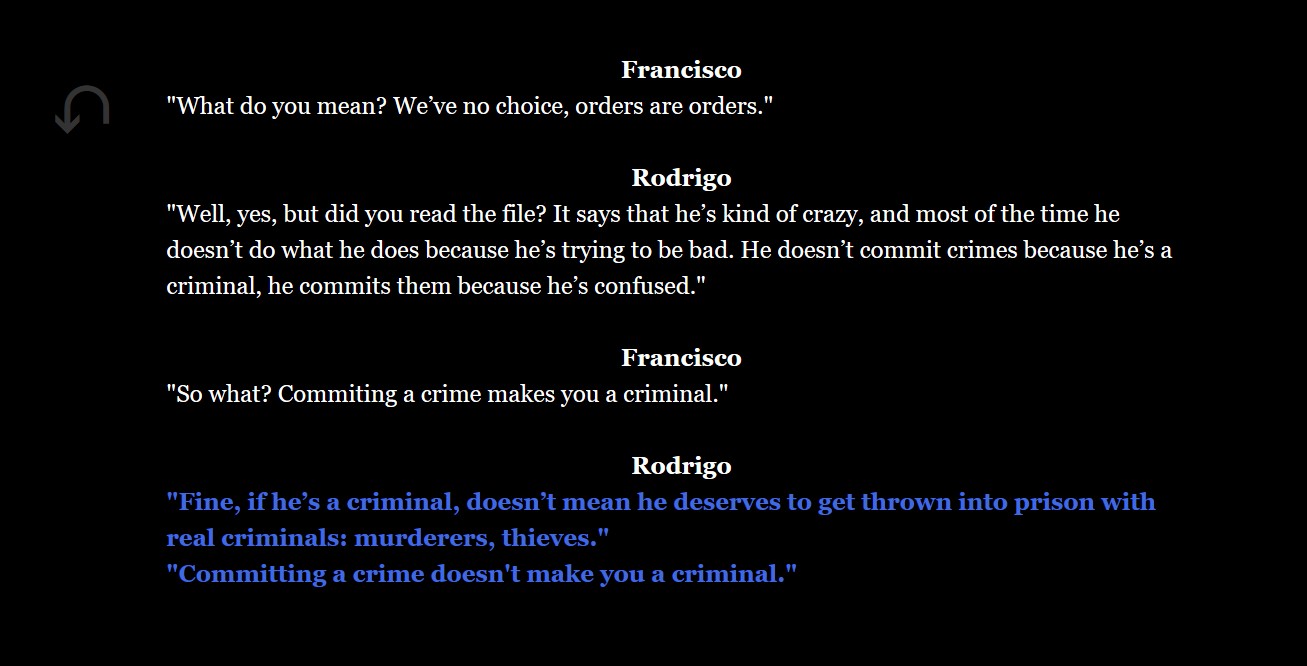 Francisco
"What do you mean? We’ve no choice, orders are orders."
Rodrigo
"Well, yes, but did you read the file? It says that he’s kind of crazy, and most of the time he
doesn’t do what he does because he’s trying to be bad. He doesn’t commit crimes because he’s a
criminal, he commits them because he’s confused."
Francisco
"So what? Commiting a crime makes you a criminal."
Rodrigo
"Fine, if he’s a criminal, doesn’t mean he deserves to get thrown into prison with
real criminals: murderers, thieves."
"Committing a crime doesn't make you a criminal."